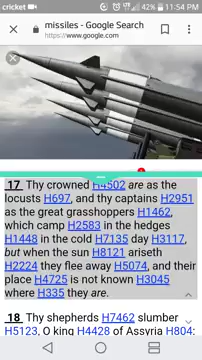 cricket 42% 11:54 PM
missiles - Google Search
https://www.google.com
17 Thy crowned H4502 are as the
locusts H697, and thy captains H2951
as the great grasshoppers H1462,
which camp H2583 in the hedges
H1448 in the cold H7135 day H3117,
but when the sun H8121 ariseth
H2224 they flee away H5074, and their
place H4725 is not known H3045
where H335 they are.
18 Thy shepherds H7462 slumber
H5123, O king H4428 of Assyria H804: